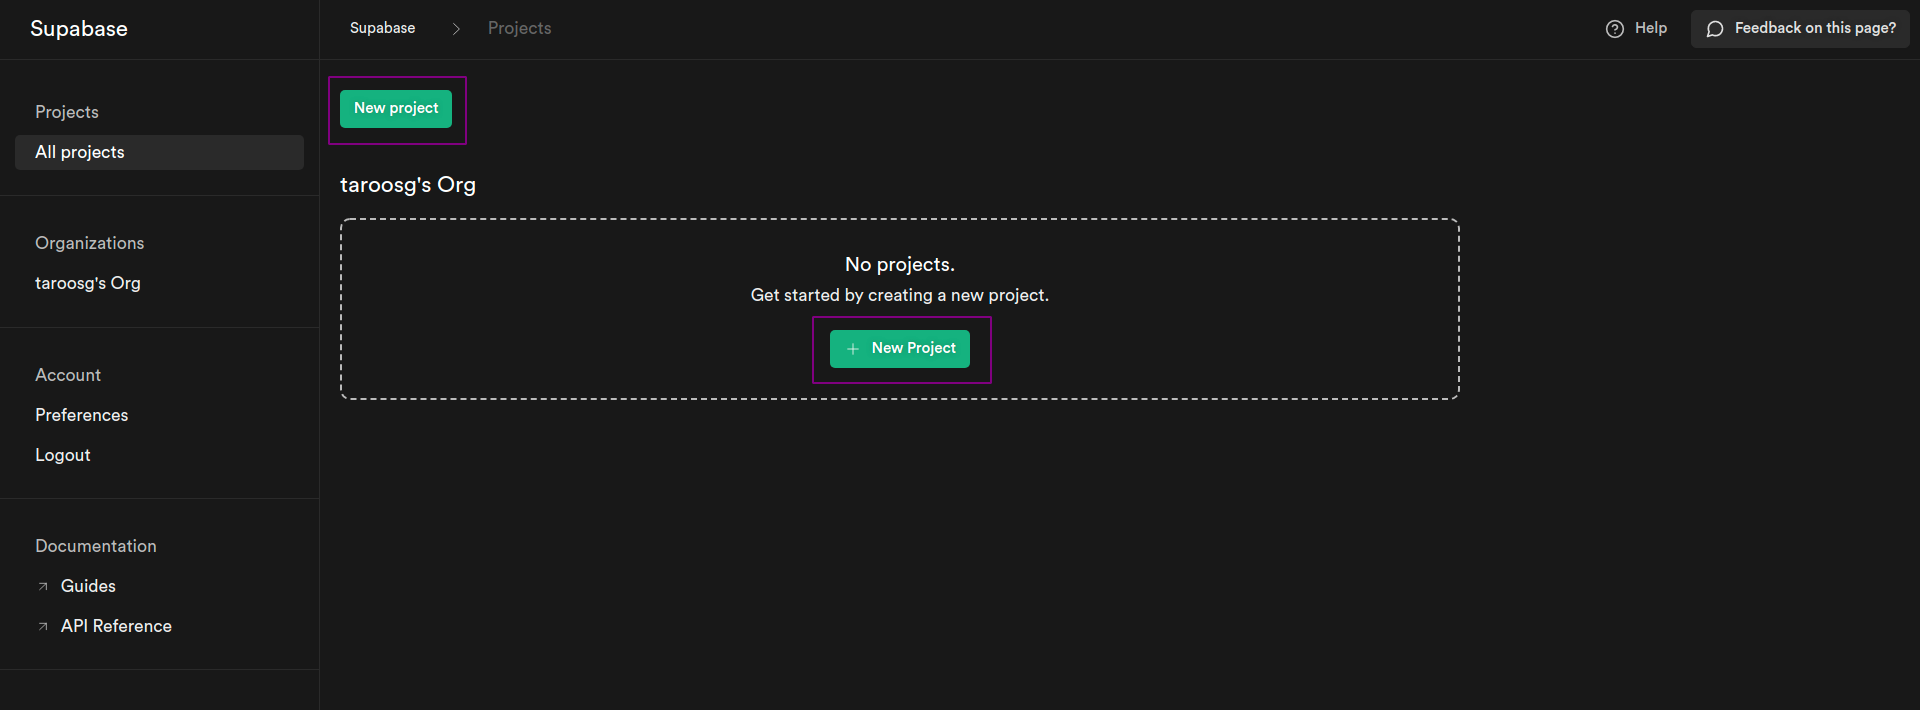 Supabase
Projects
All projects
Organizations
taroosg's Org
Account
Preferences
Logout
Documentation
Guides
API Reference
Supabase
Projects
Help
Feedback on this page?
New project
taroosg's Org
No projects.
Get started by creating a new project.
New Project